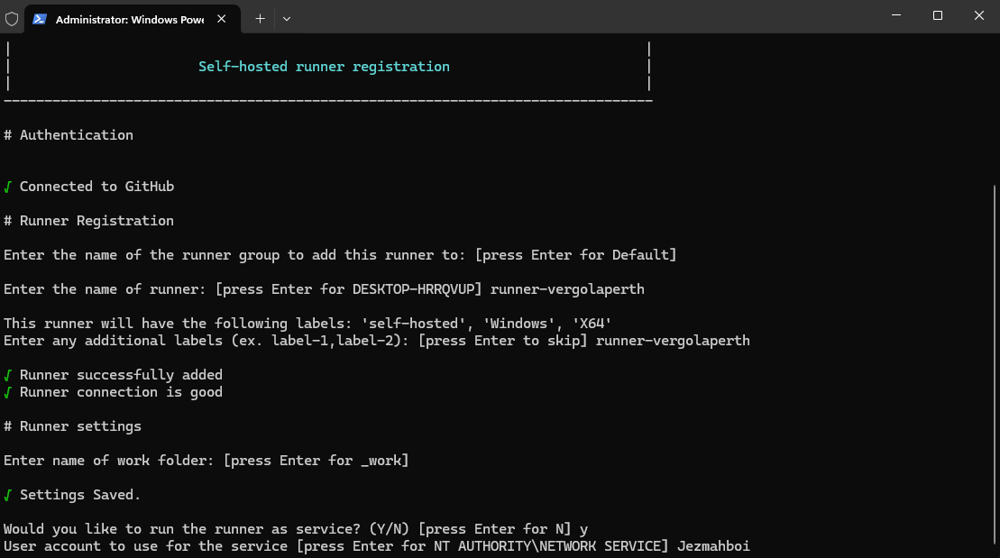 Administrator: Windows Powe
Self-hosted runner registration
# Authentication
√ Connected to GitHub
# Runner Registration
Enter the name of the runner group to add this runner to: [press Enter for Default]
Enter the name of runner: [press Enter for DESKTOP-HRRQVUP] runner-vergolaperth
This runner will have the following labels: 'self-hosted', 'Windows', 'X64'
Enter any additional labels (ex. label-1,label-2): [press Enter to skip] runner-vergolaperth
√ Runner successfully added
√ Runner connection is good
# Runner settings
Enter name of work folder: [press Enter for _work]
√ Settings Saved.
Would you like to run the runner as service? (Y/N) [press Enter for N] y
User account to use for the service [press Enter for NT AUTHORITY\NETWORK SERVICE] Jezmahboi